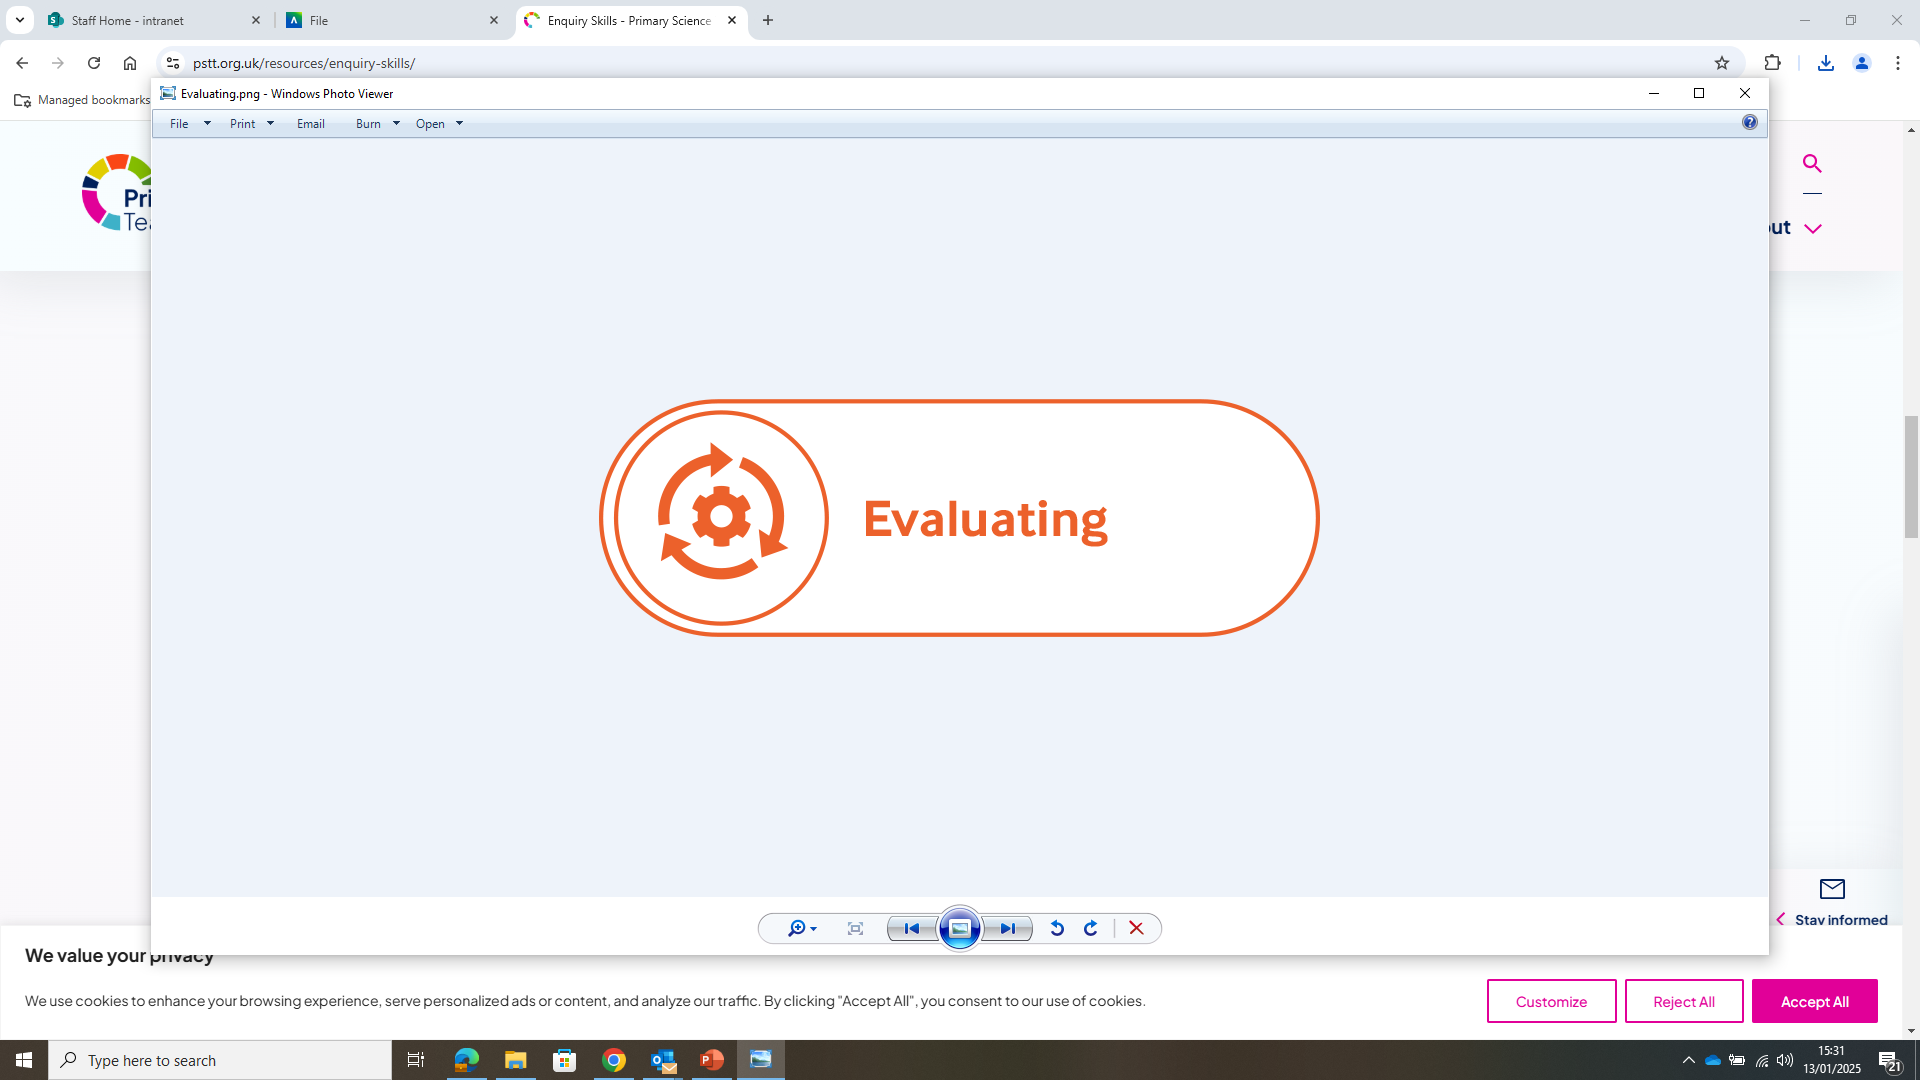 Staff Home - intranet
File
Enquiry Skills - Primary Science
pstt.org.uk/resources/enquiry-skills/
Managed bookmarks
Evaluating.png - Windows Photo Viewer
File
Print
Email
Burn
Open
Evaluating
Stay informed
We value your privacy
We use cookies to enhance your browsing experience, serve personalized ads or content, and analyze our traffic. By clicking "Accept All", you consent to our use of cookies.
Customize
Reject All
Accept All
Type here to search
15:31
13/01/2025
21